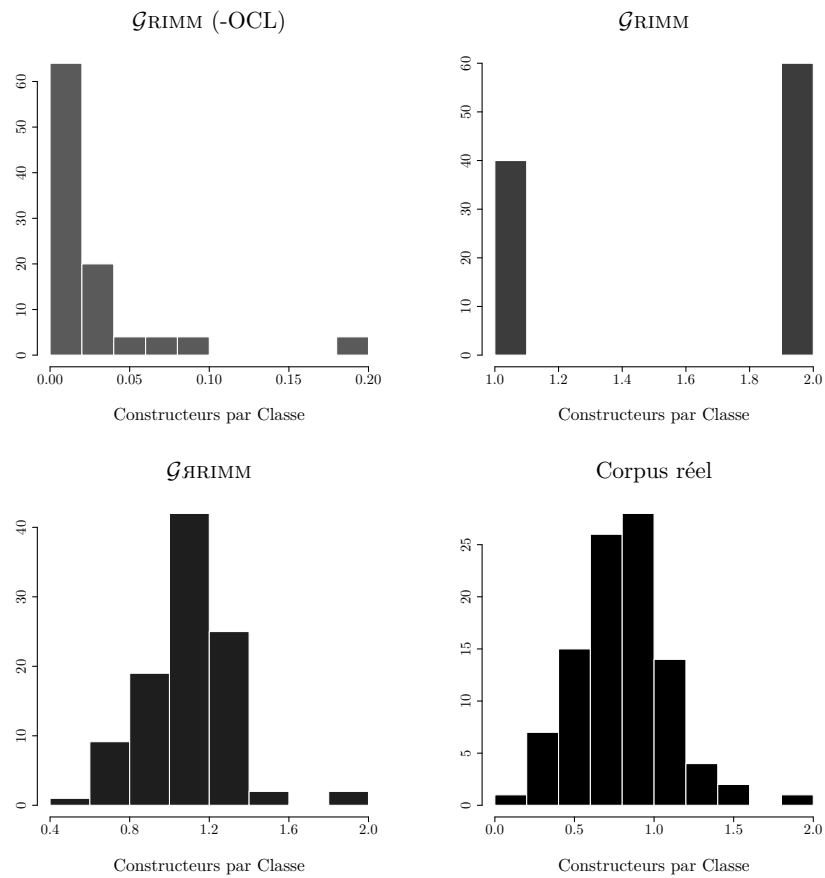 𝒢RIMM (-OCL)
𝒢RIMM
60
50
40
30
20
10
0
0.00 0.05 0.10 0.15 0.20
Constructeurs par Classe
60
50
40
30
20
10
0
1.0 1.2 1.4 1.6 1.8 2.0
Constructeurs par Classe
𝒢ЯRIMM
Corpus réel
40
30
20
10
0
0.4 0.8 1.2 1.6 2.0
Constructeurs par Classe
25
20
15
10
5
0
0.0 0.5 1.0 1.5 2.0
Constructeurs par Classe